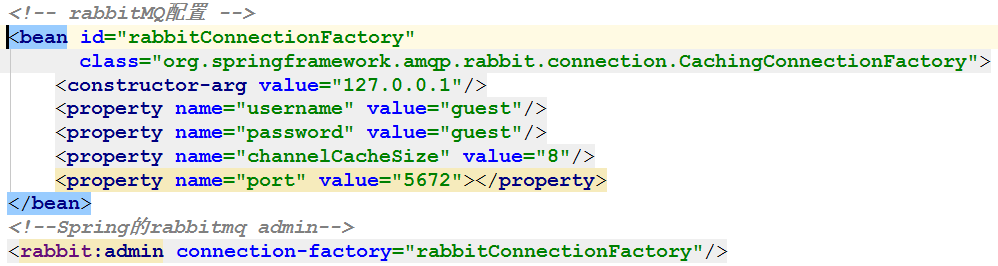 <!-- rabbitMQ配置 -->
<bean id="rabbitConnectionFactory"
class="org.springframework.amqp.rabbit.connection.CachingConnectionFactory">
<constructor-arg value="127.0.0.1"/>
<property name="username" value="guest"/>
<property name="password" value="guest"/>
<property name="channelCacheSize" value="8"/>
<property name="port" value="5672"></property>
</bean>
<!--Spring的rabbitmq admin-->
<rabbit:admin connection-factory="rabbitConnectionFactory"/>